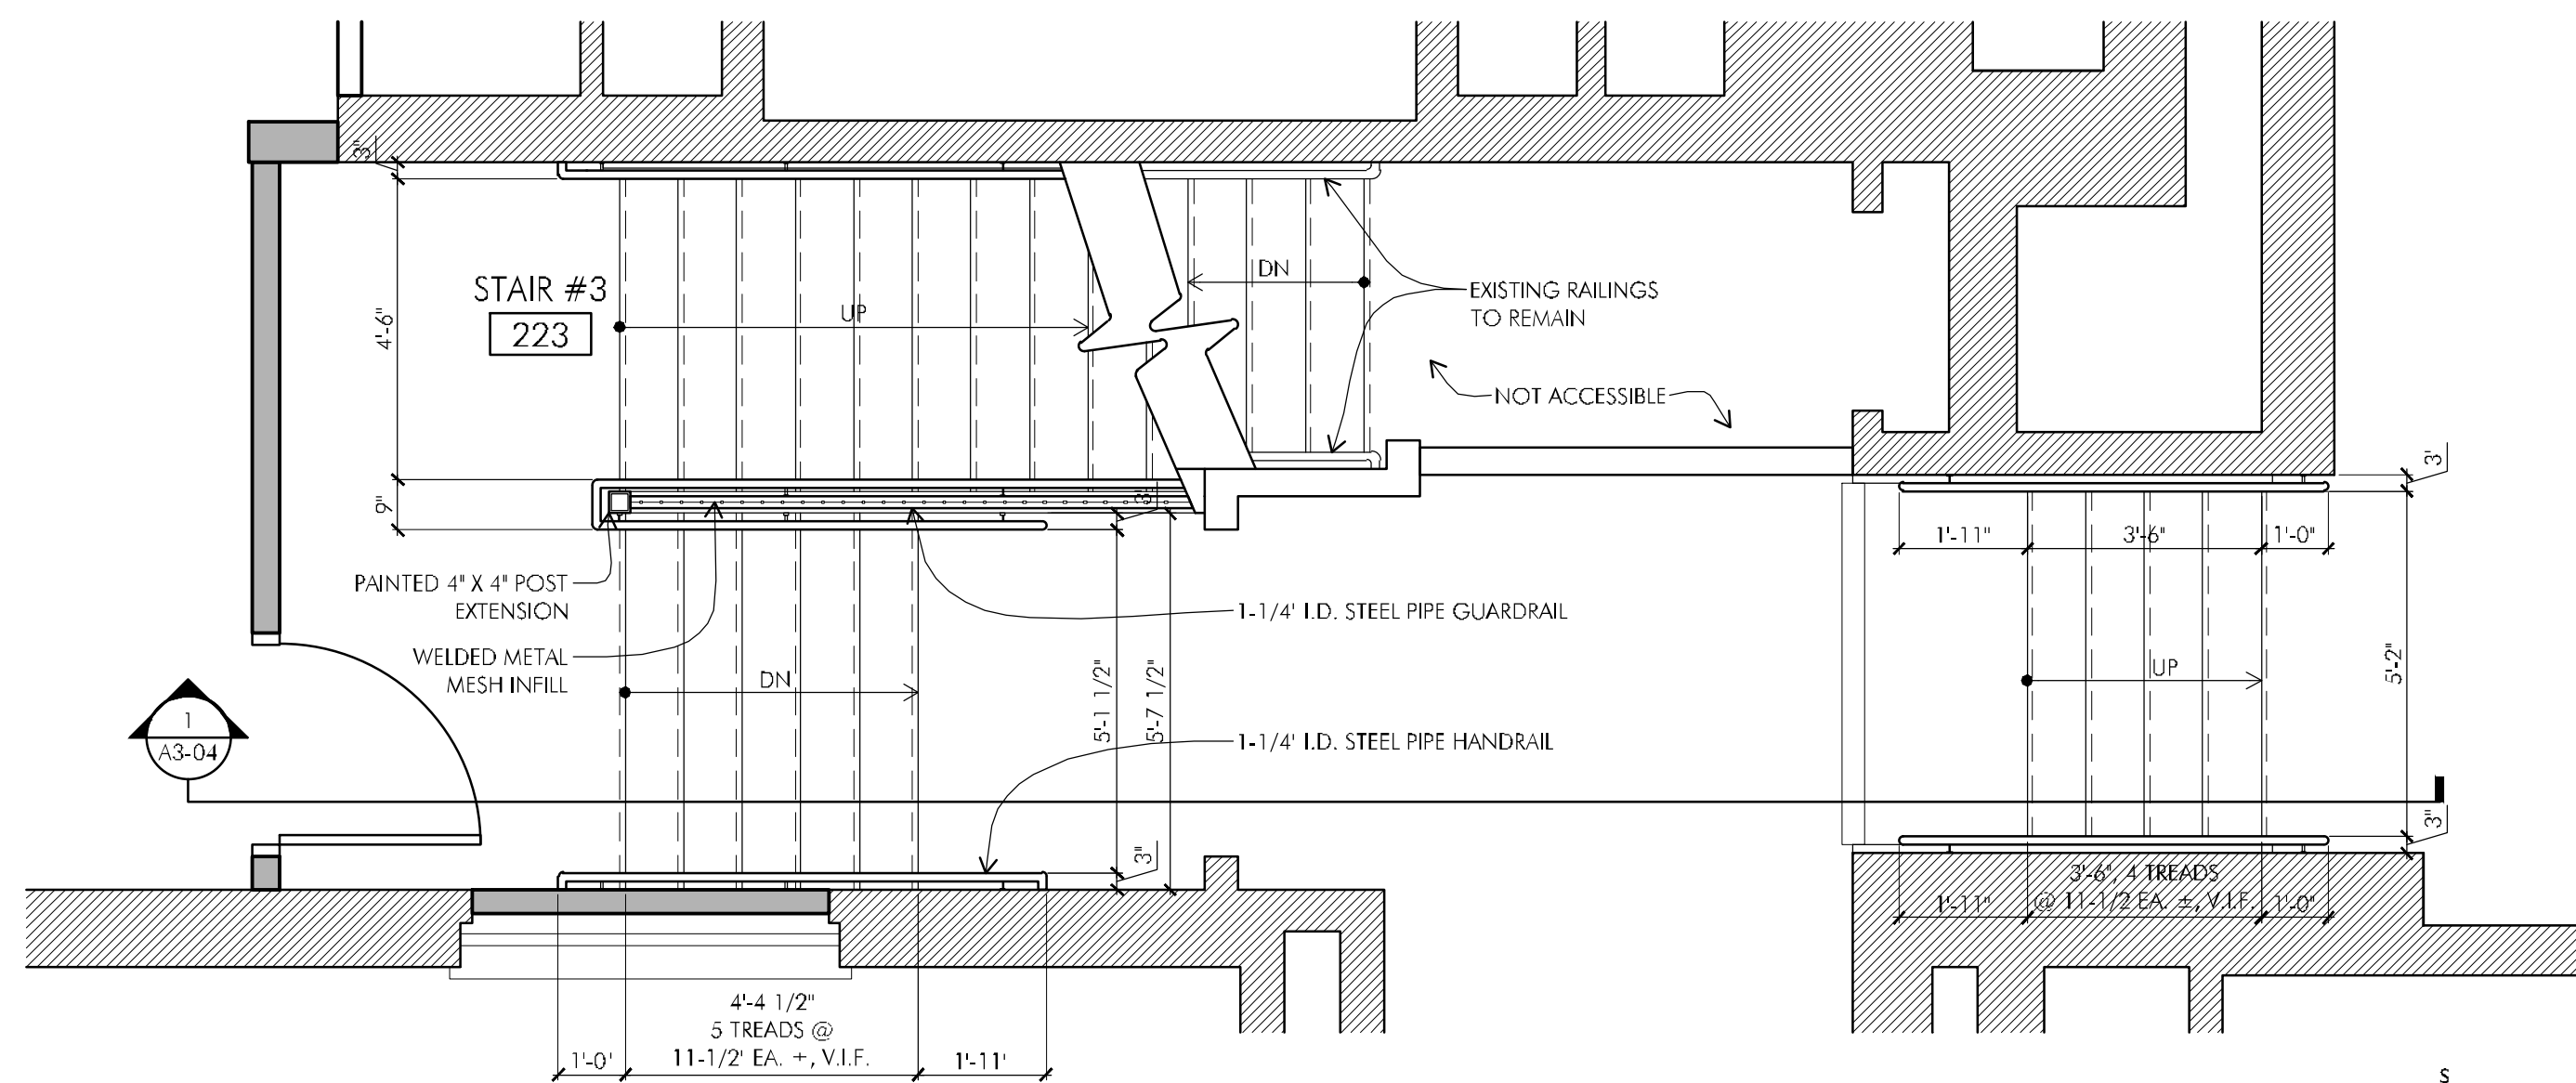 3"
STAIR #3
223
4'-6"
UP
DN
EXISTING RAILINGS
TO REMAIN
NOT ACCESSIBLE
9"
3"
3'
1'-11"
3'-6"
1'-0"
PAINTED 4" X 4" POST
EXTENSION
1-1/4' I.D. STEEL PIPE GUARDRAIL
WELDED METAL
MESH INFILL
DN
5'-1 1/2"
5'-7 1/2"
UP
5'-2"
1
A3-04
1-1/4' I.D. STEEL PIPE HANDRAIL
3"
3"
3'-6", 4 TREADS
1'-11"
@ 11-1/2 EA. ±, V.I.F.
1'-0"
4'-4 1/2"
5 TREADS @
1'-0'
11-1/2' EA. +, V.I.F.
1'-11'
S